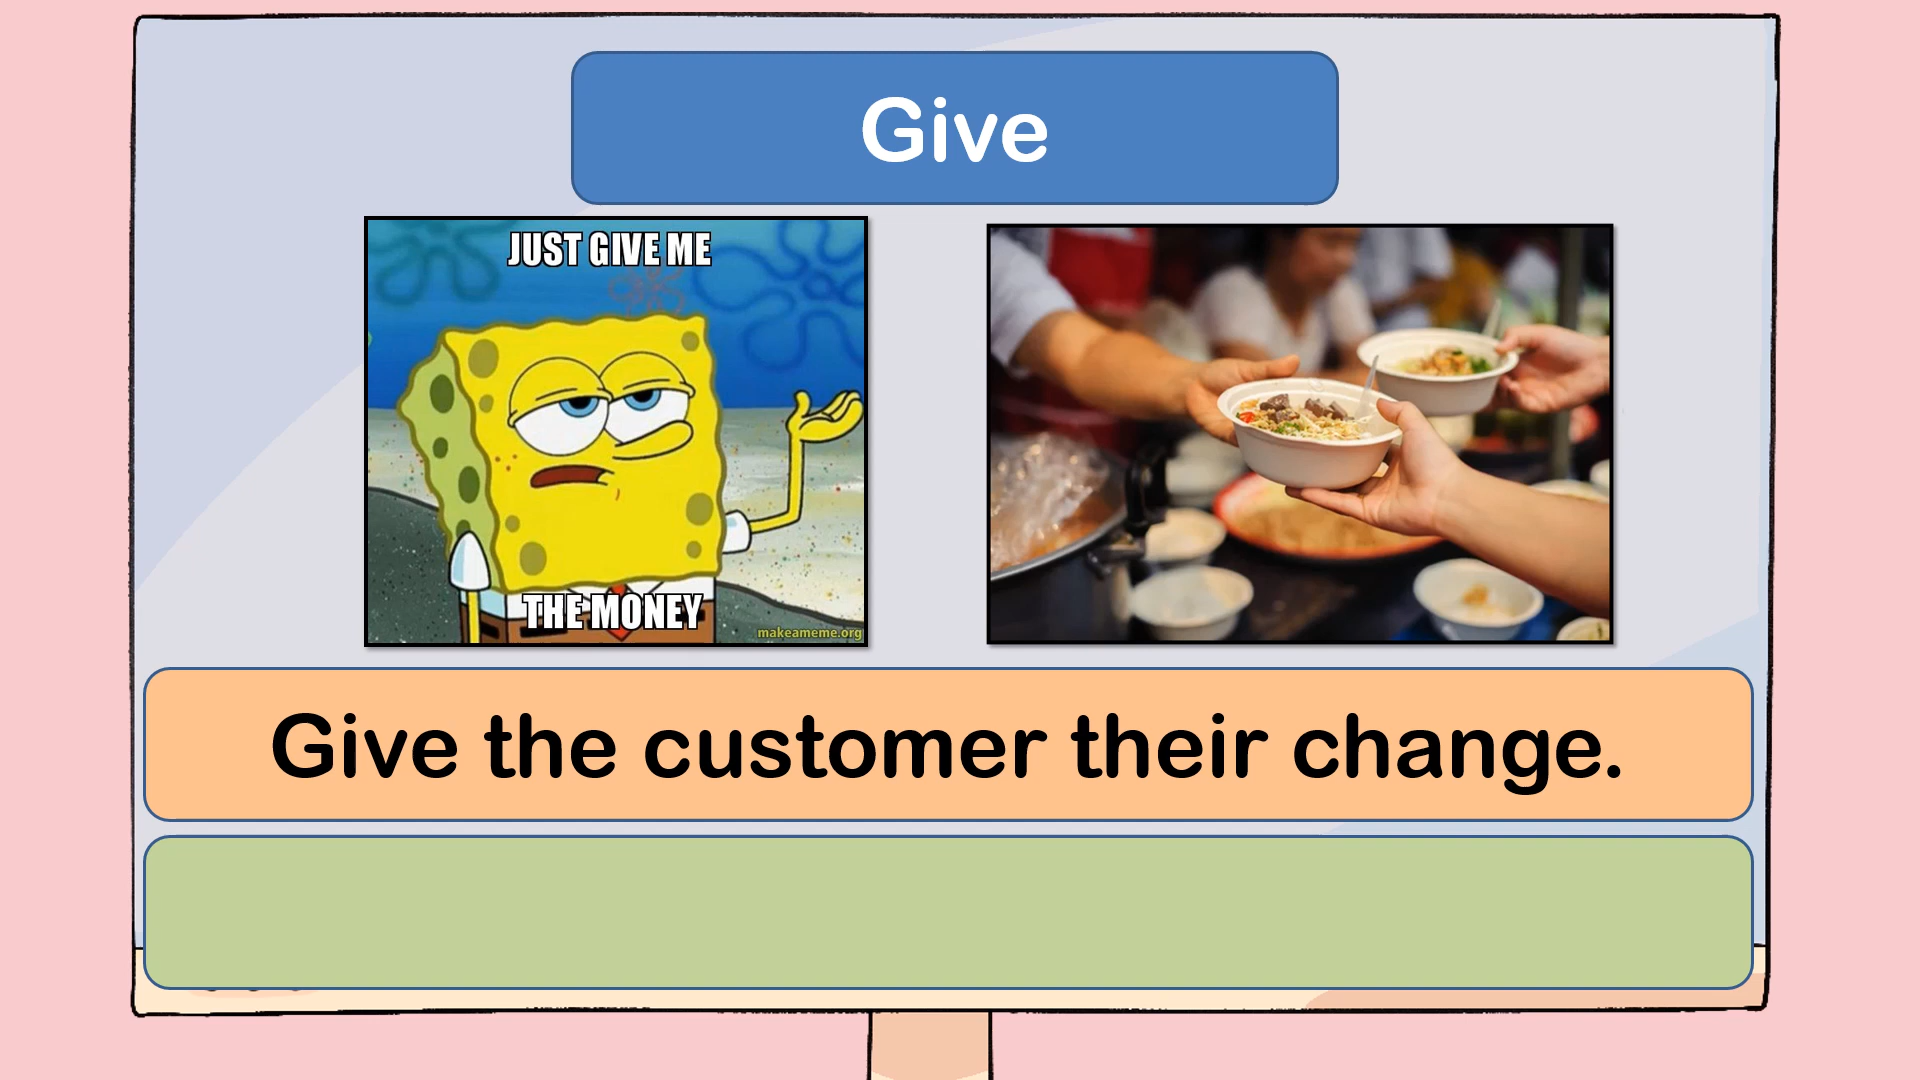 Give
JUST GIVE ME
THE MONEY
makeameme.org
Give the customer their change.